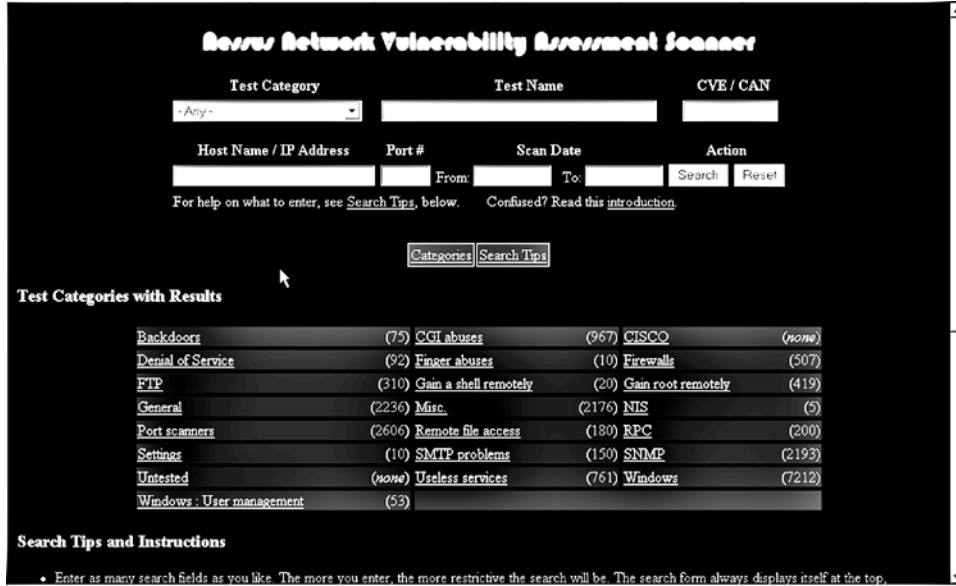 Nessus Network Vulnerability Assessment Scanner
Test Category Test Name CVE / CAN
- Any -
Host Name / IP Address Port # Scan Date Action
From: To: Search Reset
For help on what to enter, see Search Tips, below. Confused? Read this introduction.
Categories Search Tips
Test Categories with Results
Backdoors (75) CGI abuses (967) CISCO (none)
Denial of Service (92) Finger abuses (10) Firewalls (507)
FTP (310) Gain a shell remotely (20) Gain root remotely (419)
General (2236) Misc. (2176) NIS (5)
Port scanners (2606) Remote file access (180) RPC (200)
Settings (10) SMTP problems (150) SNMP (2193)
Untested (none) Useless services (761) Windows (7212)
Windows : User management (53)
Search Tips and Instructions
• Enter as many search fields as you like. The more you enter, the more restrictive the search will be. The search form always displays itself at the top,